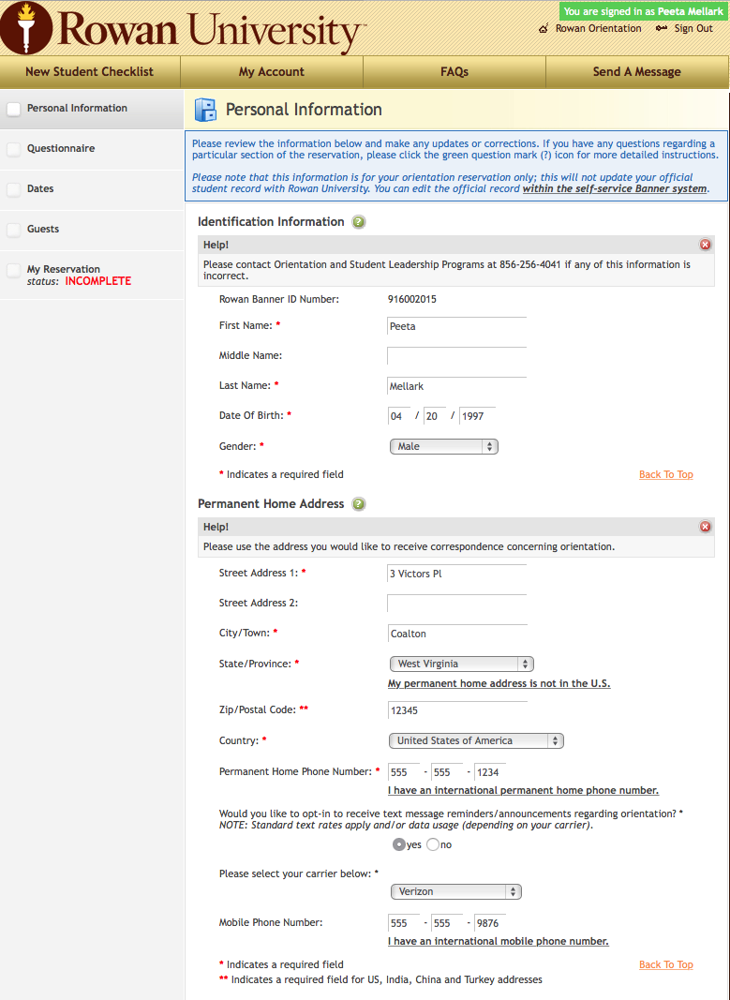 Rowan University™
You are signed in as Peeta Mellark
Rowan Orientation Sign Out
New Student Checklist My Account FAQs Send A Message
Personal Information
Questionnaire
Dates
Guests
My Reservation
status: INCOMPLETE
Personal Information
Please review the information below and make any updates or corrections. If you have any questions regarding a
particular section of the reservation, please click the green question mark (?) icon for more detailed instructions.
Please note that this information is for your orientation reservation only; this will not update your official
student record with Rowan University. You can edit the official record within the self-service Banner system.
Identification Information ?
Help!
Please contact Orientation and Student Leadership Programs at 856-256-4041 if any of this information is
incorrect.
Rowan Banner ID Number: 916002015
First Name: * Peeta
Middle Name:
Last Name: * Mellark
Date Of Birth: * 04 / 20 / 1997
Gender: * Male
* Indicates a required field Back To Top
Permanent Home Address ?
Help!
Please use the address you would like to receive correspondence concerning orientation.
Street Address 1: * 3 Victors Pl
Street Address 2:
City/Town: * Coalton
State/Province: * West Virginia
My permanent home address is not in the U.S.
Zip/Postal Code: ** 12345
Country: * United States of America
Permanent Home Phone Number: * 555 - 555 - 1234
I have an international permanent home phone number.
Would you like to opt-in to receive text message reminders/announcements regarding orientation? *
NOTE: Standard text rates apply and/or data usage (depending on your carrier).
yes no
Please select your carrier below: *
Verizon
Mobile Phone Number: 555 - 555 - 9876
I have an international mobile phone number.
* Indicates a required field Back To Top
** Indicates a required field for US, India, China and Turkey addresses